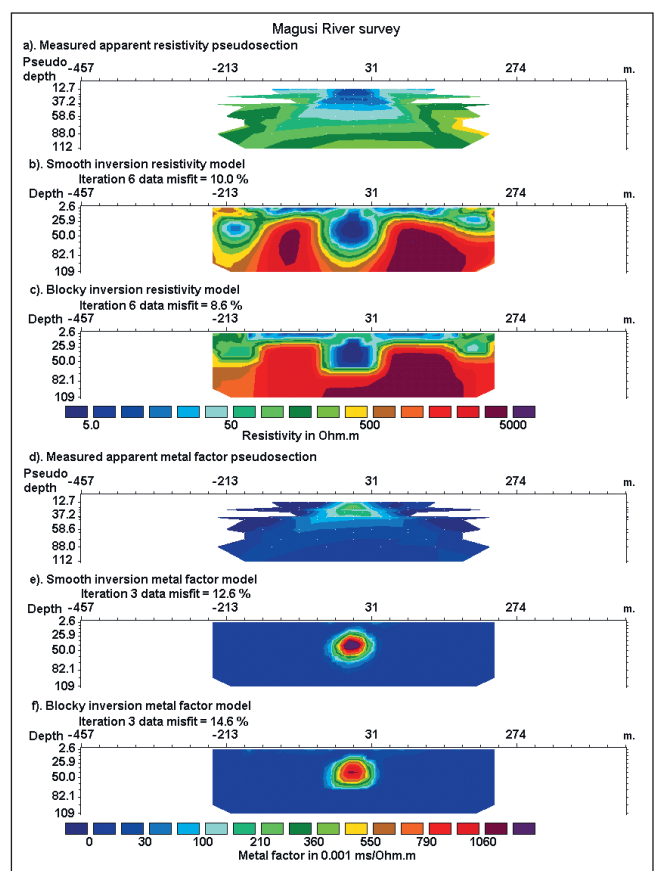 Magusi River survey
a). Measured apparent resistivity pseudosection
Pseudo depth -457 -213 31 274 m.
12.7
37.2
58.6
88.0
112
b). Smooth inversion resistivity model
Iteration 6 data misfit = 10.0 %
Depth -457 -213 31 274 m.
2.6
25.9
50.0
82.1
109
c). Blocky inversion resistivity model
Iteration 6 data misfit = 8.6 %
Depth -457 -213 31 274 m.
2.6
25.9
50.0
82.1
109
5.0 50 500 5000
Resistivity in Ohm.m
d). Measured apparent metal factor pseudosection
Pseudo depth -457 -213 31 274 m.
12.7
37.2
58.6
88.0
112
e). Smooth inversion metal factor model
Iteration 3 data misfit = 12.6 %
Depth -457 -213 31 274 m.
2.6
25.9
50.0
82.1
109
f). Blocky inversion metal factor model
Iteration 3 data misfit = 14.6 %
Depth -457 -213 31 274 m.
2.6
25.9
50.0
82.1
109
0 30 100 210 360 550 790 1060
Metal factor in 0.001 ms/Ohm.m